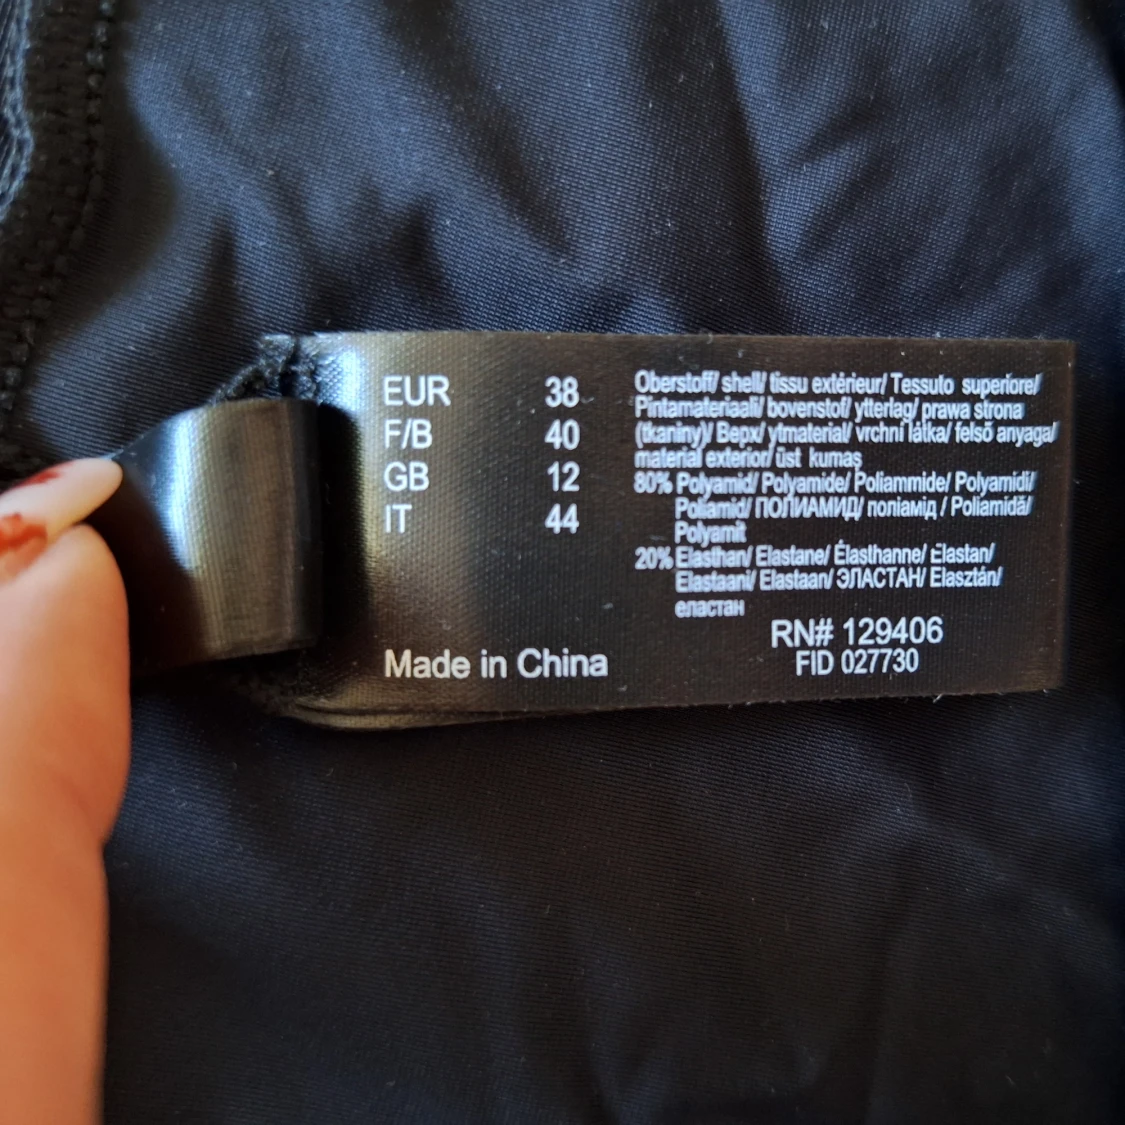 EUR 38
F/B 40
GB 12
IT 44
Made in China
Oberstoff/ shell/ tissu extérieur/ Tessuto superiore/
Pintamateriaali/ bovenstof/ ytterlag/ prawa strona
(tkaniny)/ Верх/ ytmaterial/ vrchní látka/ felső anyaga/
material exterior/ üst kumaş
80% Polyamid/ Polyamide/ Poliammide/ Polyamidi/
Poliamid/ ПОЛИАМИД/ поліамід / Poliamidă/
Polyamit
20% Elasthan/ Elastane/ Élasthanne/ Elastan/
Elastaani/ Elastaan/ ЭЛАСТАН/ Elasztán/
еластан
RN# 129406
FID 027730